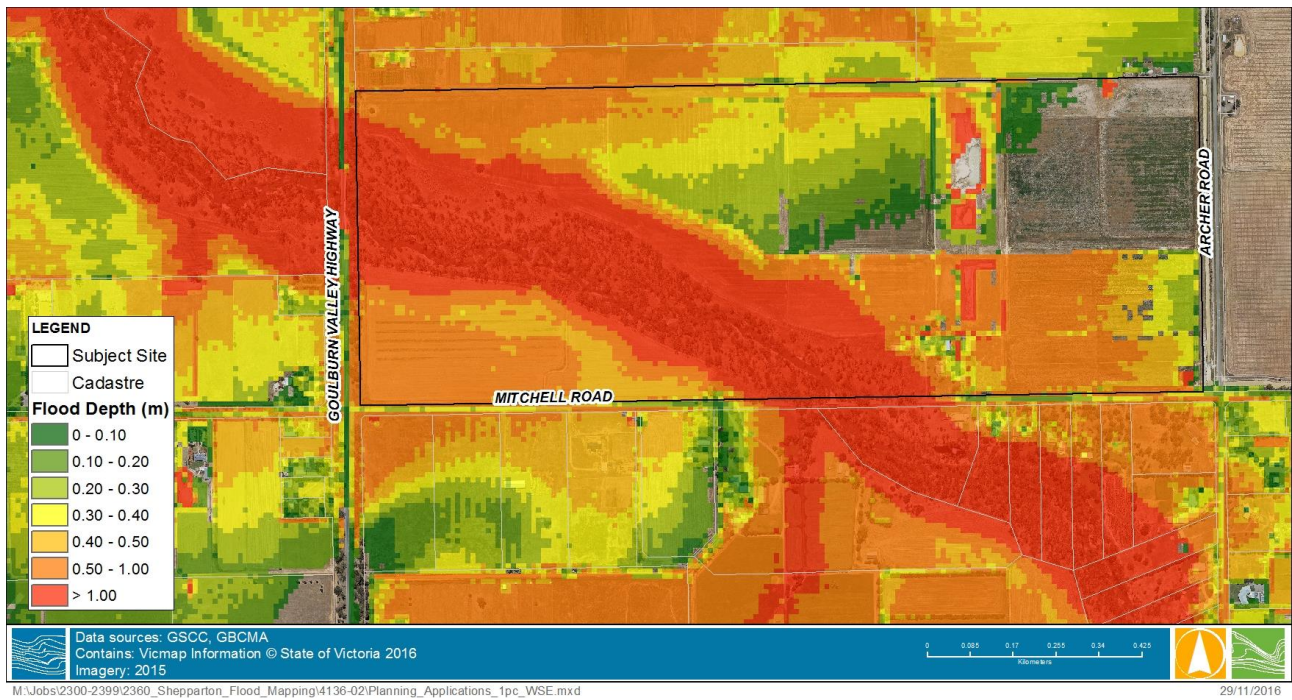 GOULBURN VALLEY HIGHWAY
ARCHER ROAD
MITCHELL ROAD
LEGEND
Subject Site
Cadastre
Flood Depth (m)
0 - 0.10
0.10 - 0.20
0.20 - 0.30
0.30 - 0.40
0.40 - 0.50
0.50 - 1.00
> 1.00
Data sources: GSCC, GBCMA
Contains: Vicmap Information © State of Victoria 2016
Imagery: 2015
0 0.085 0.17 0.255 0.34 0.425
Kilometers
M:\Jobs\2300-2399\2360_Shepparton_Flood_Mapping\4136-02\Planning_Applications_1pc_WSE.mxd
29/11/2016